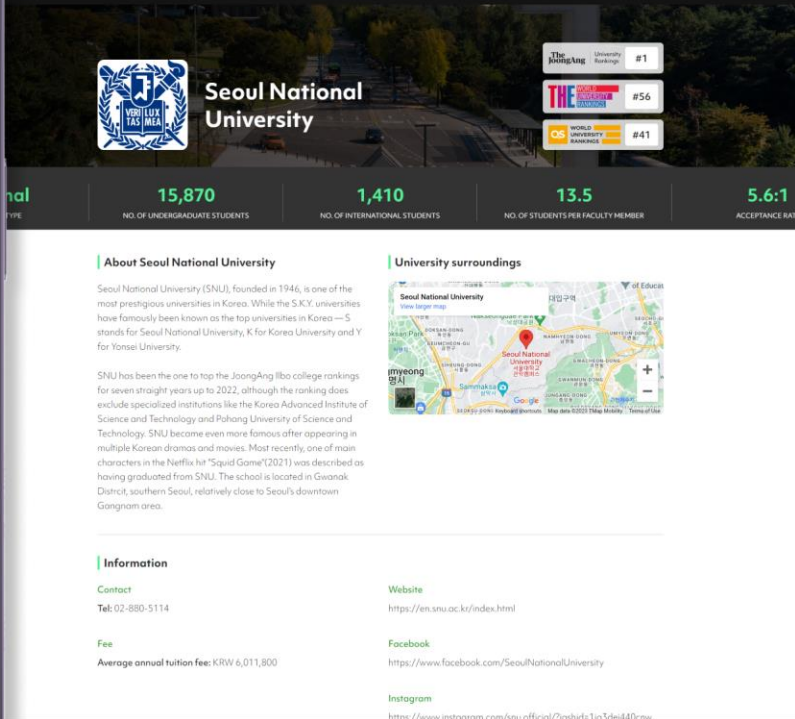 VERI LUX
TAS MEA
Seoul National
University
The JoongAng University Rankings #1
THE WORLD UNIVERSITY RANKINGS #56
QS WORLD UNIVERSITY RANKINGS #41
15,870
NO. OF UNDERGRADUATE STUDENTS
1,410
NO. OF INTERNATIONAL STUDENTS
13.5
NO. OF STUDENTS PER FACULTY MEMBER
5.6:1
ACCEPTANCE RAT
About Seoul National University
Seoul National University (SNU), founded in 1946, is one of the
most prestigious universities in Korea. While the S.K.Y. universities
have famously been known as the top universities in Korea — S
stands for Seoul National University, K for Korea University and Y
for Yonsei University.
SNU has been the one to top the JoongAng Ilbo college rankings
for seven straight years up to 2022, although the ranking does
exclude specialized institutions like the Korea Advanced Institute of
Science and Technology and Pohang University of Science and
Technology. SNU became even more famous after appearing in
multiple Korean dramas and movies. Most recently, one of main
characters in the Netflix hit "Squid Game"(2021) was described as
having graduated from SNU. The school is located in Gwanak
Distrcit, southern Seoul, relatively close to Seoul's downtown
Gangnam area.
University surroundings
Seoul National University
View larger map
Seoul National
University
서울대학교
Sammaksa
삼막사
Google
Keyboard shortcuts Map data ©2025 TMap Mobility Terms of Use
Information
Contact
Tel: 02-880-5114
Fee
Average annual tuition fee: KRW 6,011,800
Website
https://en.snu.ac.kr/index.html
Facebook
https://www.facebook.com/SeoulNationalUniversity
Instagram